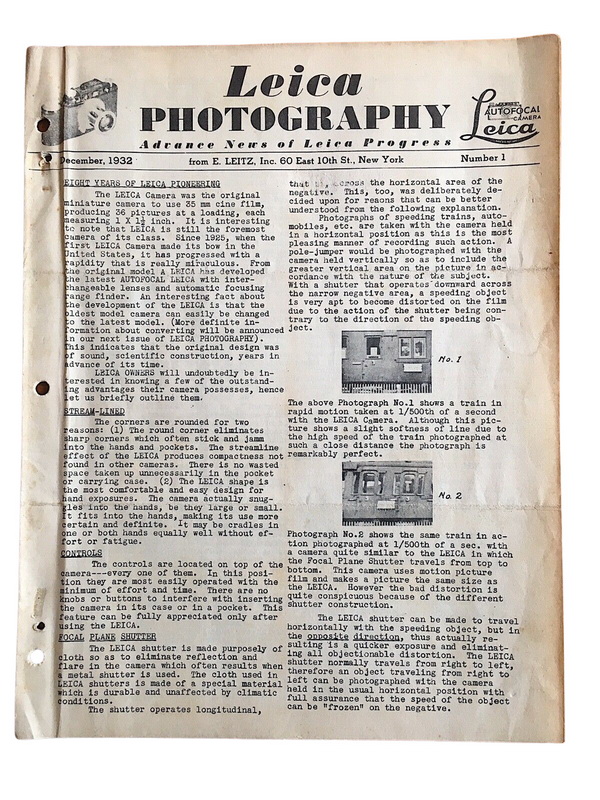 Leica
PHOTOGRAPHY
Advance News of Leica Progress
AUTOFOCAL
CAMERA
Leica
December, 1932
from E. LEITZ, Inc. 60 East 10th St., New York
Number 1
EIGHT YEARS OF LEICA PIONEERING
The LEICA Camera was the original
miniature camera to use 35 mm cine film,
producing 36 pictures at a loading, each
measuring 1 X 1½ inch. It is interesting
to note that LEICA is still the foremost
camera of its class. Since 1925, when the
first LEICA Camera made its bow in the
United States, it has progressed with a
rapidity that is really miraculous. From
the original model A LEICA has developed
the latest AUTOFOCAL LEICA with inter-
changeable lenses and automatic focusing
range finder. An interesting fact about
the development of the LEICA is that the
oldest model camera can easily be changed
to the latest model. (More definite in-
formation about converting will be announced
in our next issue of LEICA PHOTOGRAPHY).
This indicates that the original design was
of sound, scientific construction, years in
advance of its time.
LEICA OWNERS will undoubtedly be in-
terested in knowing a few of the outstand-
ing advantages their camera possess, hence
let us briefly outline them.
STREAM-LINED
The corners are rounded for two
reasons: (1) The round corner eliminates
sharp corners which often stick and jamm
into the hands and pockets. The streamline
effect of the LEICA produces compactness not
found in other cameras. There is no wasted
space taken up unnecessarily in the pocket
or carrying case. (2) The LEICA shape is
the most comfortable and easy design for
hand exposures. The camera actually snug-
gles into the hands, be they large or small.
It fits into the hands, making its use more
certain and definite. It may be cradles in
one or both hands equally well without ef-
fort or fatigue.
CONTROLS
The controls are located on top of the
camera---every one of them. In this posi-
tion they are most easily operated with the
minimum of effort and time. There are no
knobs or buttons to interfere with inserting
the camera in its case or in a pocket. This
feature can be fully appreciated only after
using the LEICA.
FOCAL PLANE SHUTTER
The LEICA shutter is made purposely of
cloth so as to eliminate reflection and
flare in the camera which often results when
a metal shutter is used. The cloth used in
LEICA shutters is made of a special material
which is durable and unaffected by climatic
conditions.
The shutter operates longitudinal,
that is, across the horizontal area of the
negative. This, too, was deliberately de-
cided upon for reasons that can be better
understood from the following explanation.
Photographs of speeding trains, auto-
mobiles, etc. are taken with the camera held
in a horizontal position as this is the most
pleasing manner of recording such action. A
pole-jumper would be photographed with the
camera held vertically so as to include the
greater vertical area on the picture in ac-
cordance with the nature of the subject.
With a shutter that operates downward across
the narrow negative area, a speeding object
is very apt to become distorted on the film
due to the action of the shutter being con-
trary to the direction of the speeding ob-
ject.
No. 1
The above Photograph No.1 shows a train in
rapid motion taken at 1/500th of a second
with the LEICA Camera. Although this pic-
ture shows a slight softness of line due to
the high speed of the train photographed at
such a close distance the photograph is
remarkably perfect.
No. 2
Photograph No.2 shows the same train in ac-
tion photographed at 1/500th of a sec. with
a camera quite similar to the LEICA in which
the Focal Plane Shutter travels from top to
bottom. This camera uses motion picture
film and makes a picture the same size as
the LEICA. However the bad distortion is
quite conspicuous because of the different
shutter construction.
The LEICA shutter can be made to travel
horizontally with the speeding object, but in
the opposite direction, thus actually re-
sulting is a quicker exposure and eliminat-
ing all objectionable distortion. The LEICA
shutter normally travels from right to left,
therefore an object traveling from right to
left can be photographed with the camera
held in the usual horizontal position with
full assurance that the speed of the object
can be "frozen" on the negative.